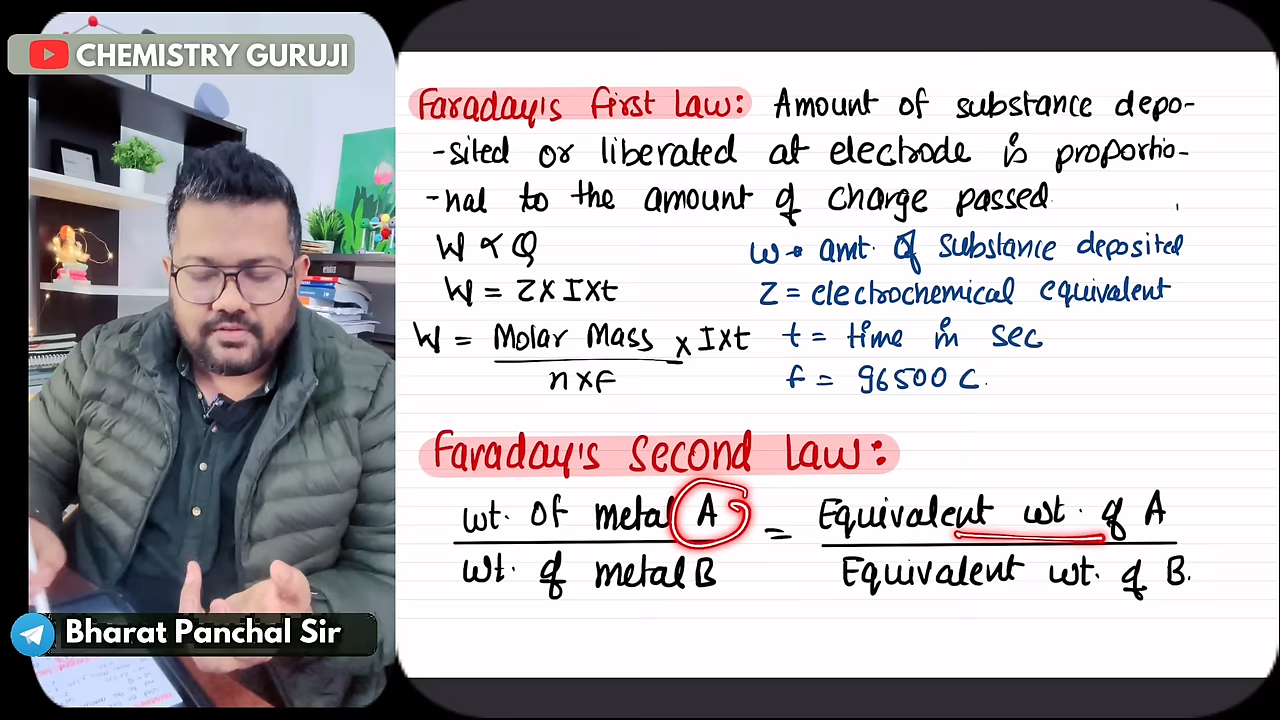 CHEMISTRY GURUJI
Faraday's First Law: Amount of substance depo-
-sited or liberated at electrode is proportio-
-nal to the amount of charge passed.
W ∝ Q
w → amt. of substance deposited
W = Z × I × t
Z = electrochemical equivalent
W = Molar Mass / n × F × I × t
t = time in sec
f = 96500 C.
Faraday's Second Law:
wt. of metal A / wt. of metal B = Equivalent wt. of A / Equivalent wt. of B.
Bharat Panchal Sir